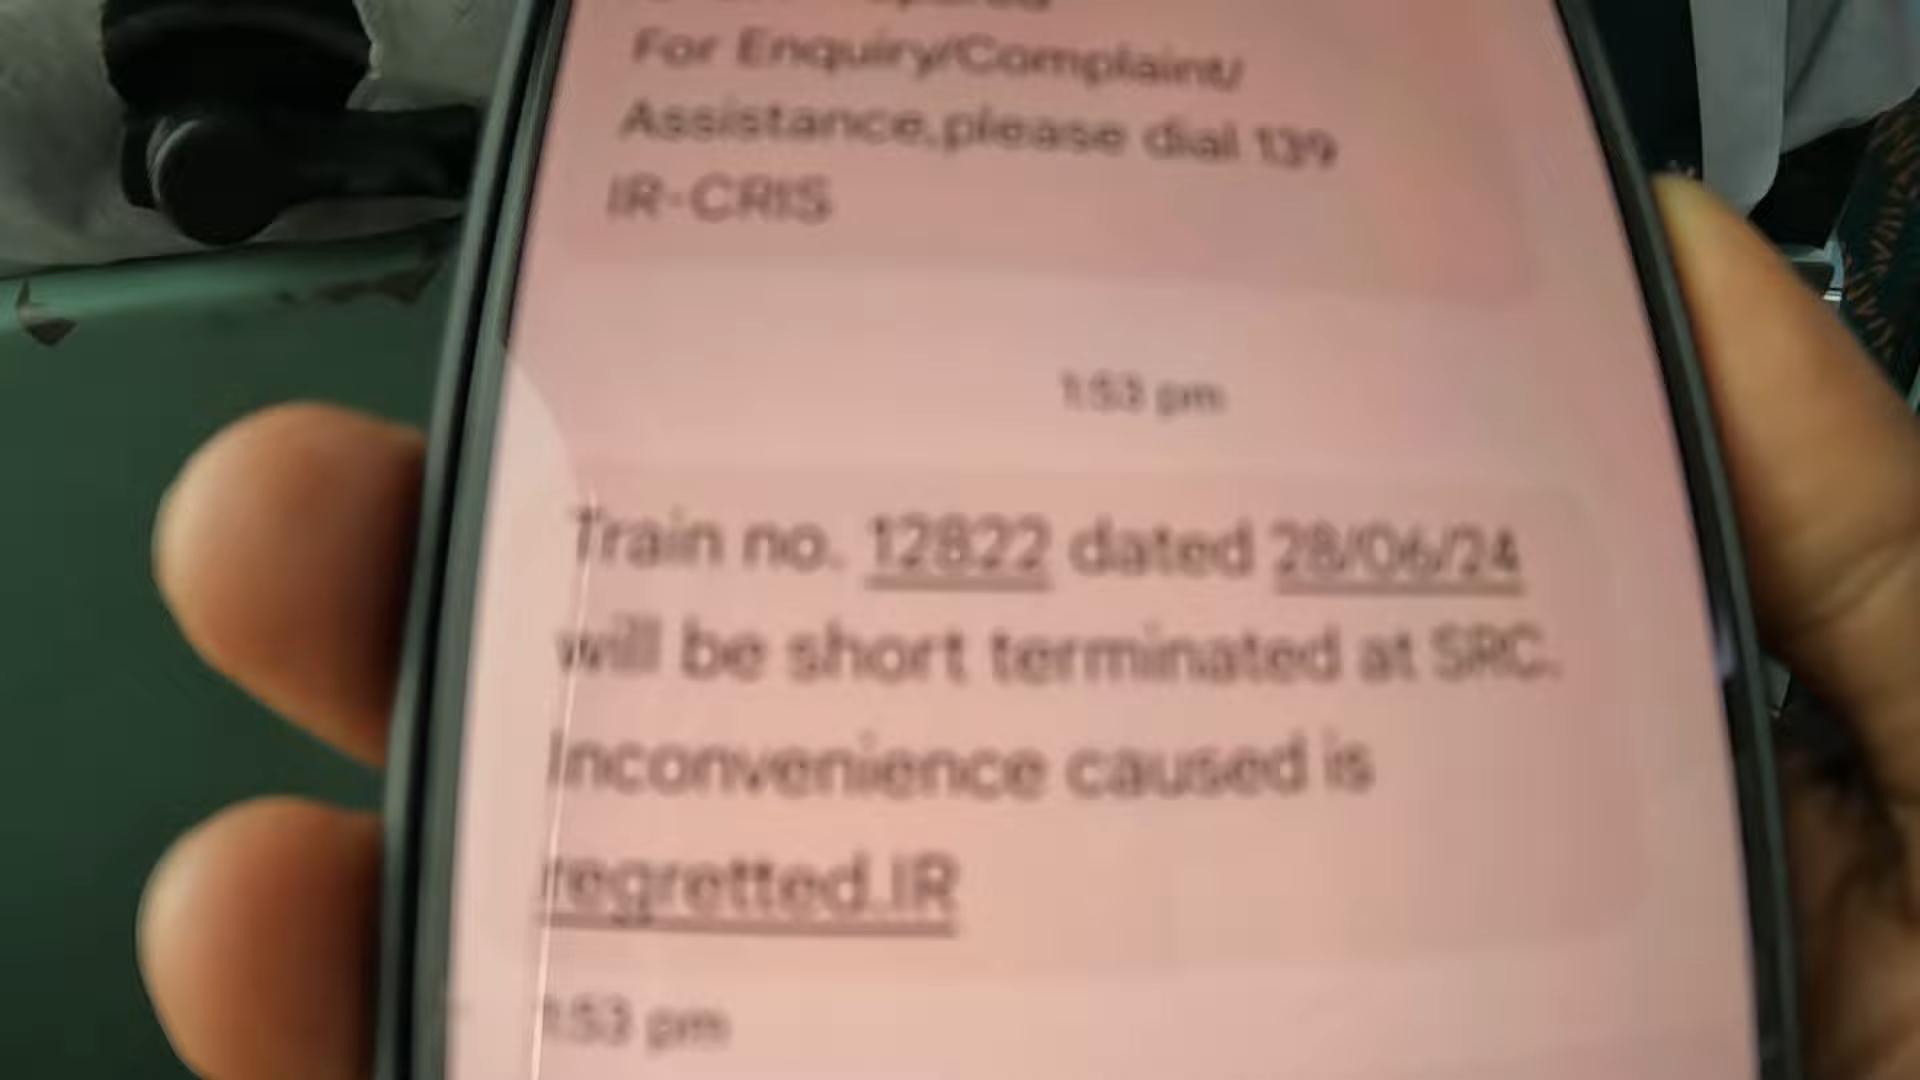 For Enquiry/Complaint/
Assistance,please dial 139
IR-CRIS
1:53 pm
Train no. 12822 dated 28/06/24
will be short terminated at SRC.
Inconvenience caused is
regretted.IR
1:53 pm